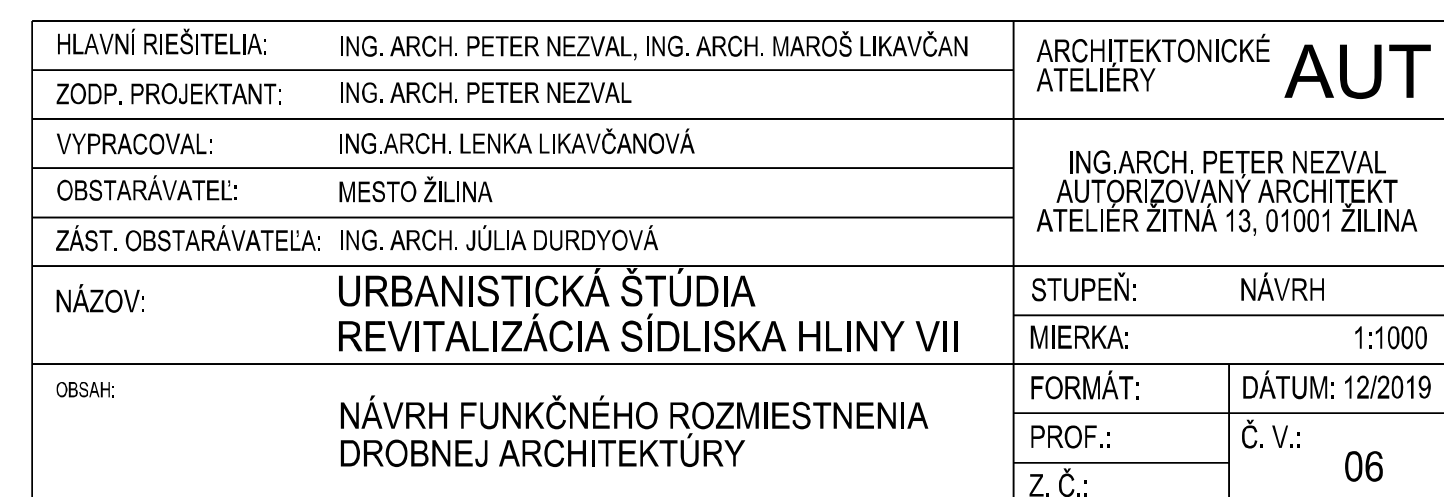 HLAVNÍ RIEŠITELIA: ING. ARCH. PETER NEZVAL, ING. ARCH. MAROŠ LIKAVČAN
ZODP. PROJEKTANT: ING. ARCH. PETER NEZVAL
VYPRACOVAL: ING.ARCH. LENKA LIKAVČANOVÁ
OBSTARÁVATEĽ: MESTO ŽILINA
ZÁST. OBSTARÁVATEĽA: ING. ARCH. JÚLIA DURDYOVÁ
NÁZOV: URBANISTICKÁ ŠTÚDIA
REVITALIZÁCIA SÍDLISKA HLINY VII
OBSAH:
NÁVRH FUNKČNÉHO ROZMIESTNENIA
DROBNEJ ARCHITEKTÚRY
ARCHITEKTONICKÉ
ATELIÉRY AUT
ING.ARCH. PETER NEZVAL
AUTORIZOVANÝ ARCHITEKT
ATELIÉR ŽITNÁ 13, 01001 ŽILINA
STUPEŇ: NÁVRH
MIERKA: 1:1000
FORMÁT: DÁTUM: 12/2019
PROF.: Č. V.:
06
Z. Č.: